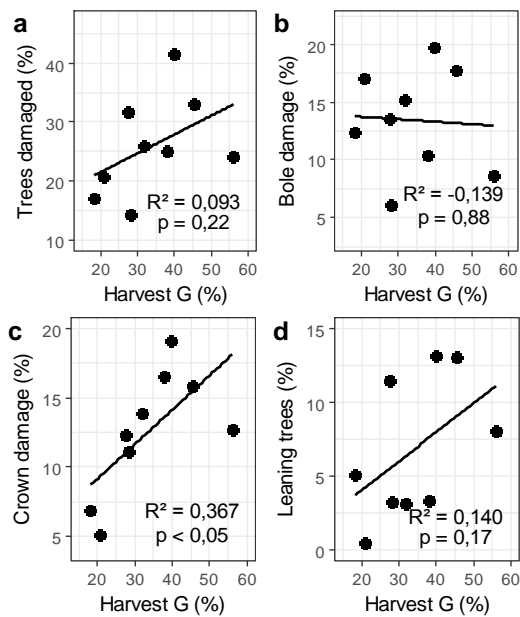 a
Trees damaged (%)
40
30
20
10
R² = 0,093
p = 0,22
20 30 40 50 60
Harvest G (%)
b
Bole damage (%)
20
15
10
5
R² = -0,139
p = 0,88
20 30 40 50 60
Harvest G (%)
c
Crown damage (%)
20
15
10
5
R² = 0,367
p < 0,05
20 30 40 50 60
Harvest G (%)
d
Leaning trees (%)
15
10
5
0
R² = 0,140
p = 0,17
20 30 40 50 60
Harvest G (%)